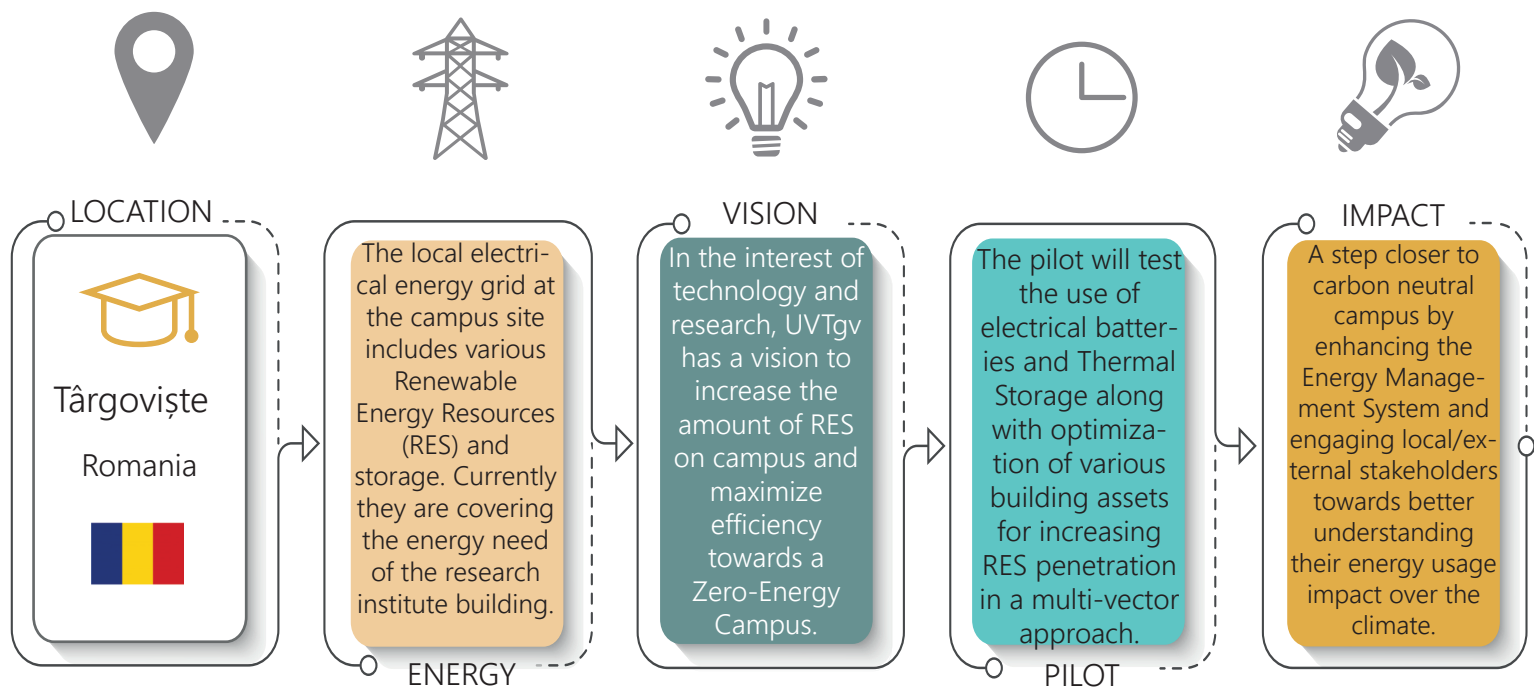 LOCATION
Târgoviște
Romania
The local electri-
cal energy grid at
the campus site
includes various
Renewable
Energy Resources
(RES) and
storage. Currently
they are covering
the energy need
of the research
institute building.
ENERGY
VISION
In the interest of
technology and
research, UVTgv
has a vision to
increase the
amount of RES
on campus and
maximize
efficiency
towards a
Zero-Energy
Campus.
The pilot will test
the use of
electrical batter-
ies and Thermal
Storage along
with optimiza-
tion of various
building assets
for increasing
RES penetration
in a multi-vector
approach.
PILOT
IMPACT
A step closer to
carbon neutral
campus by
enhancing the
Energy Manage-
ment System and
engaging local/ex-
ternal stakeholders
towards better
understanding
their energy usage
impact over the
climate.